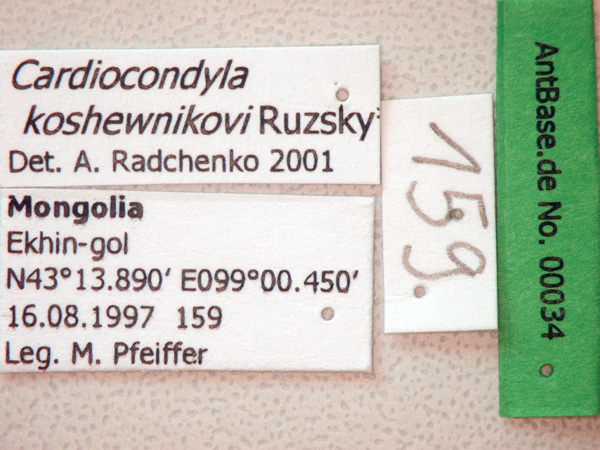 Cardiocondyla
koshewnikovi Ruzsky
Det. A. Radchenko 2001
Mongolia
Ekhin-gol
N43°13.890′ E099°00.450′
16.08.1997 159
Leg. M. Pfeiffer
159
AntBase.de No. 00034